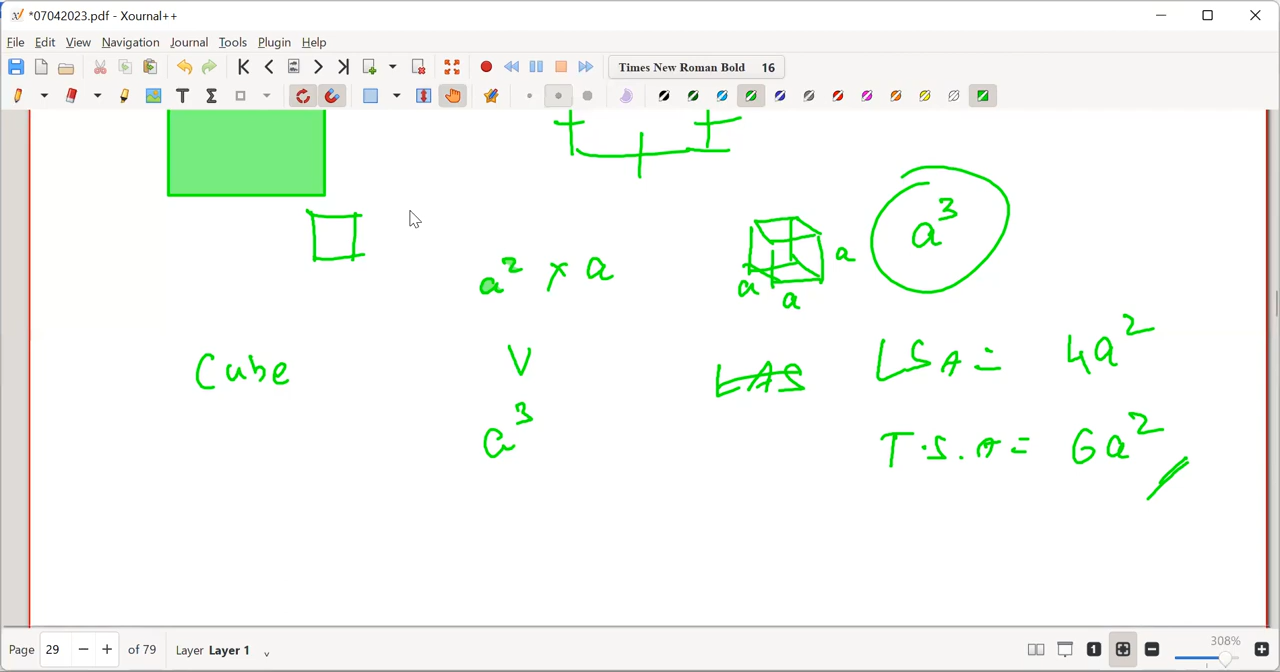 *07042023.pdf - Xournal++
File Edit View Navigation Journal Tools Plugin Help
Times New Roman Bold 16
a³
a² × a
a
a
a
Cube
V
LAS
LSA = 4a²
a³
T.S.A = 6a²
Page 29 of 79 Layer Layer 1
308%